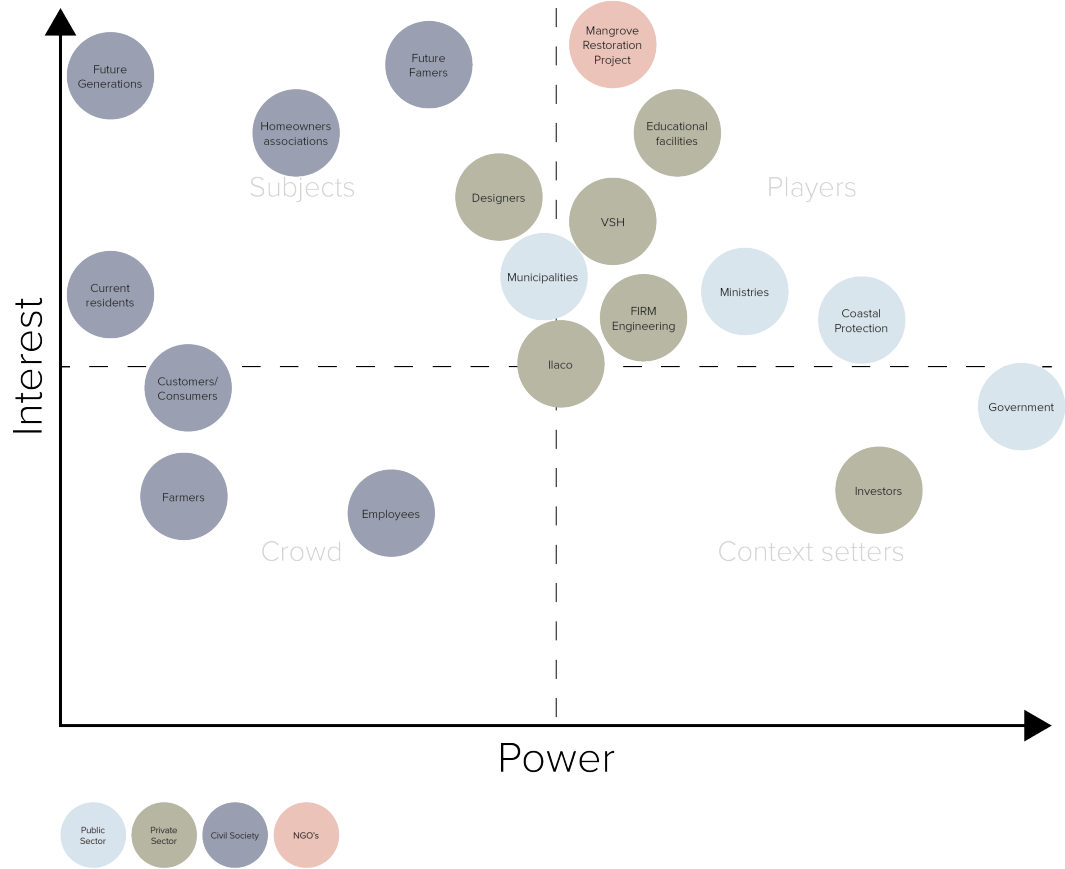 Future
Generations
Future
Famers
Mangrove
Restoration
Project
Homeowners
associations
Educational
facilities
Subjects
Players
Designers
VSH
Municipalities
Current
residents
Ministries
FIRM
Engineering
Coastal
Protection
Interest
Ilaco
Customers/
Consumers
Government
Farmers
Employees
Investors
Crowd
Context setters
Power
Public
Sector
Private
Sector
Civil Society
NGO's